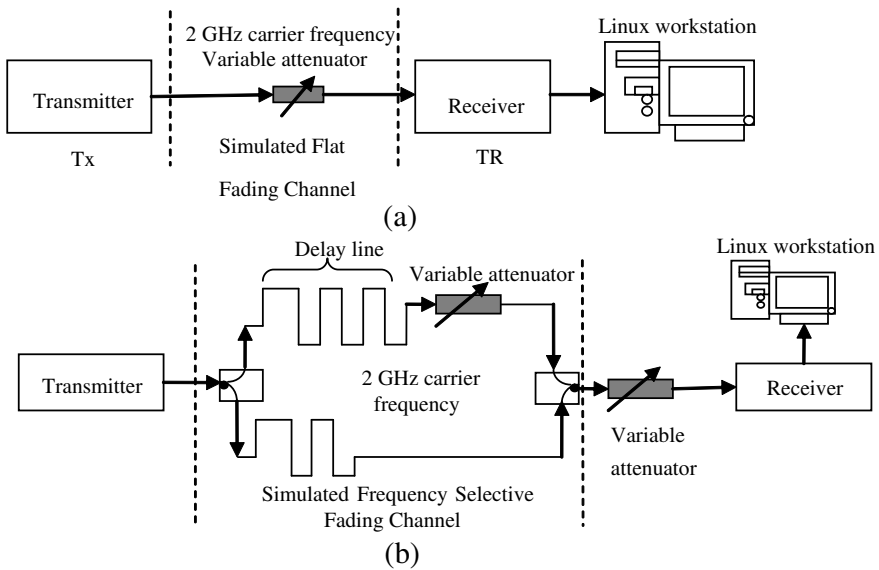 2 GHz carrier frequency
Variable attenuator
Linux workstation
Transmitter
Receiver
Tx
Simulated Flat
Fading Channel
TR
(a)
Delay line
Variable attenuator
Linux workstation
Transmitter
2 GHz carrier
frequency
Receiver
Variable
attenuator
Simulated Frequency Selective
Fading Channel
(b)